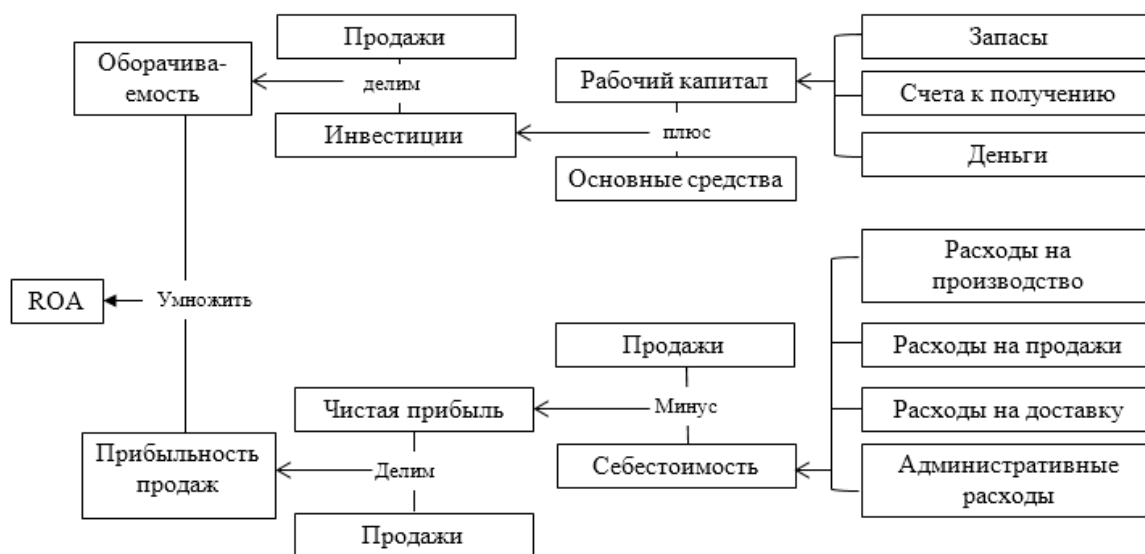 Продажи
Оборачива-
емость
делим
Инвестиции
Рабочий капитал
плюс
Основные средства
Запасы
Счета к получению
Деньги
ROA
Умножить
Расходы на
производство
Продажи
Расходы на продажи
Чистая прибыль
Минус
Расходы на доставку
Прибыльность
продаж
Делим
Себестоимость
Административные
расходы
Продажи